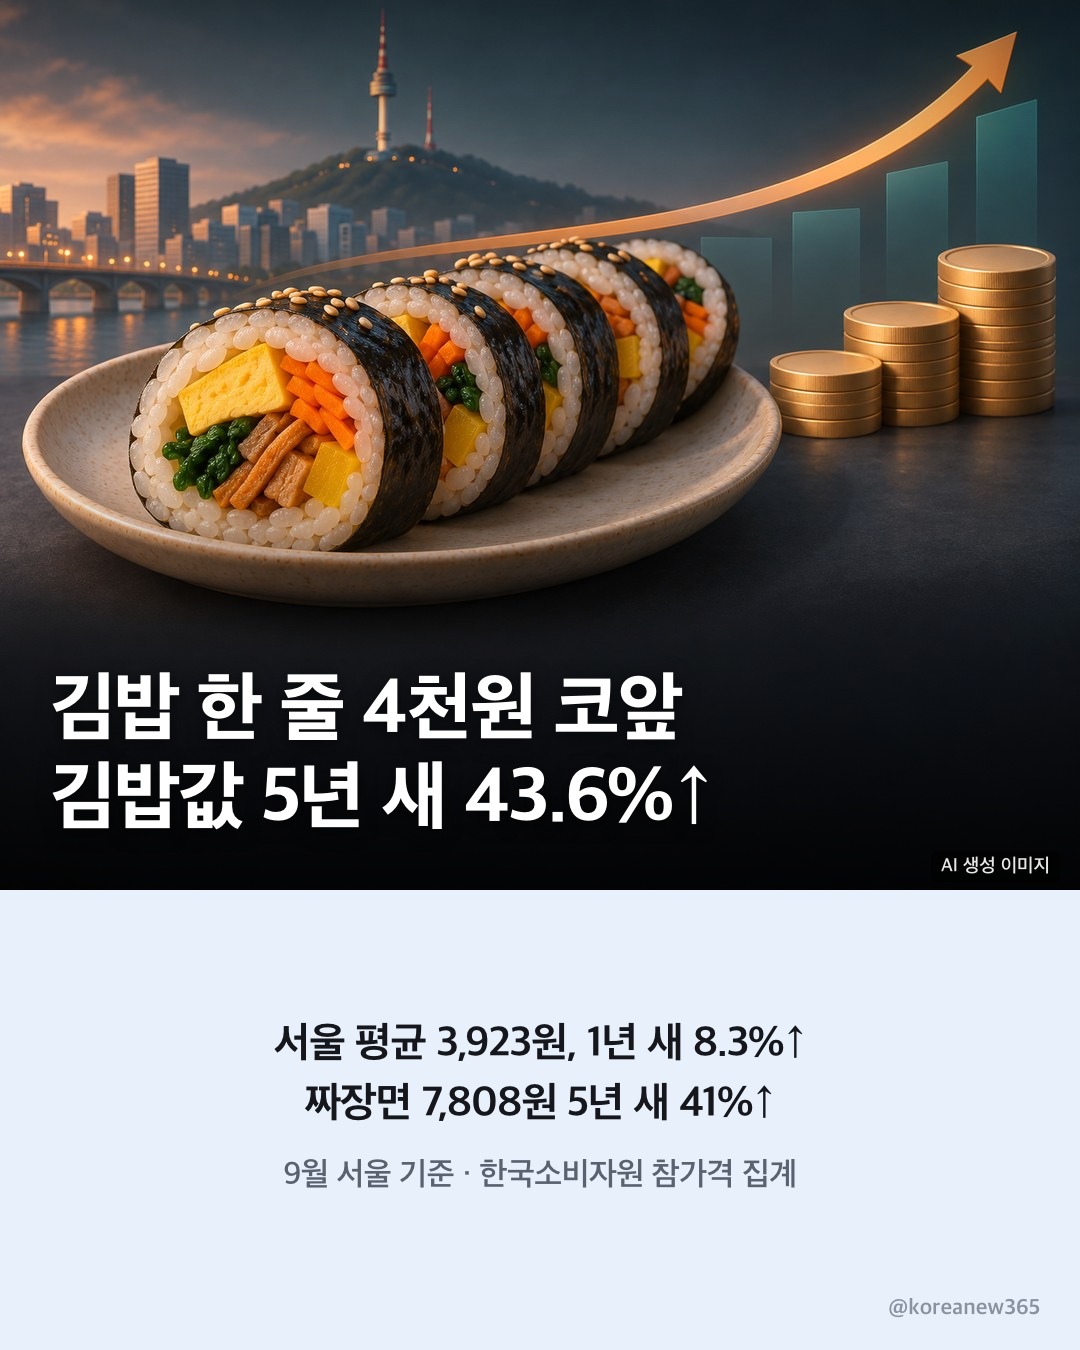 김밥 한 줄 4천원 코앞
김밥값 5년 새 43.6%↑
AI 생성 이미지
서울 평균 3,923원, 1년 새 8.3%↑
짜장면 7,808원 5년 새 41%↑
9월 서울 기준 · 한국소비자원 참가격 집계
@koreanew365